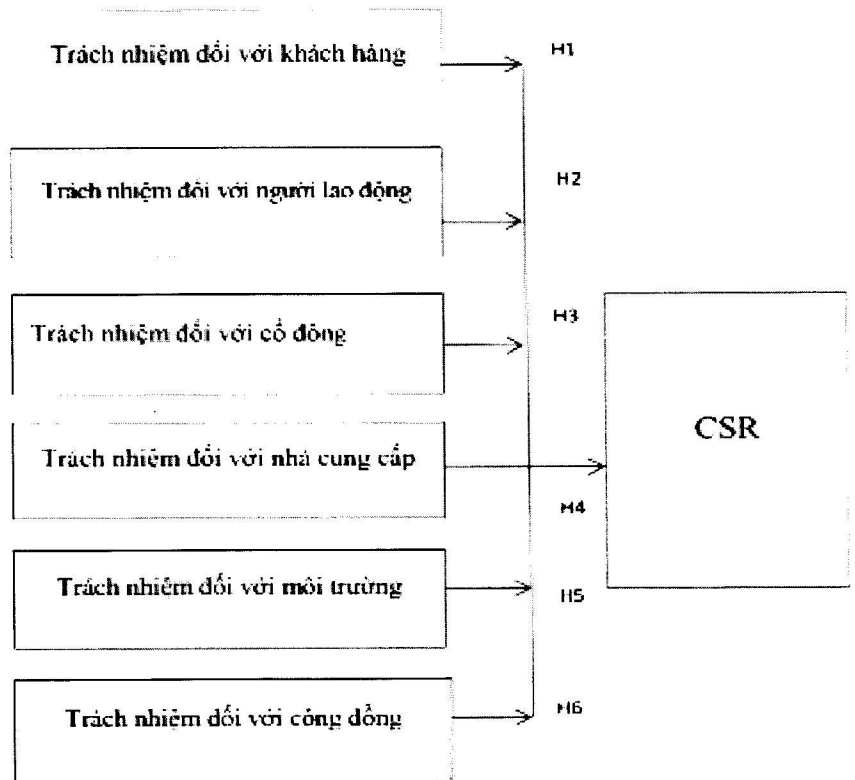 Trách nhiệm đối với khách hàng
H1
Trách nhiệm đối với người lao động
H2
Trách nhiệm đối với cổ đông
H3
CSR
Trách nhiệm đối với nhà cung cấp
H4
Trách nhiệm đối với môi trường
H5
Trách nhiệm đối với cộng đồng
H6